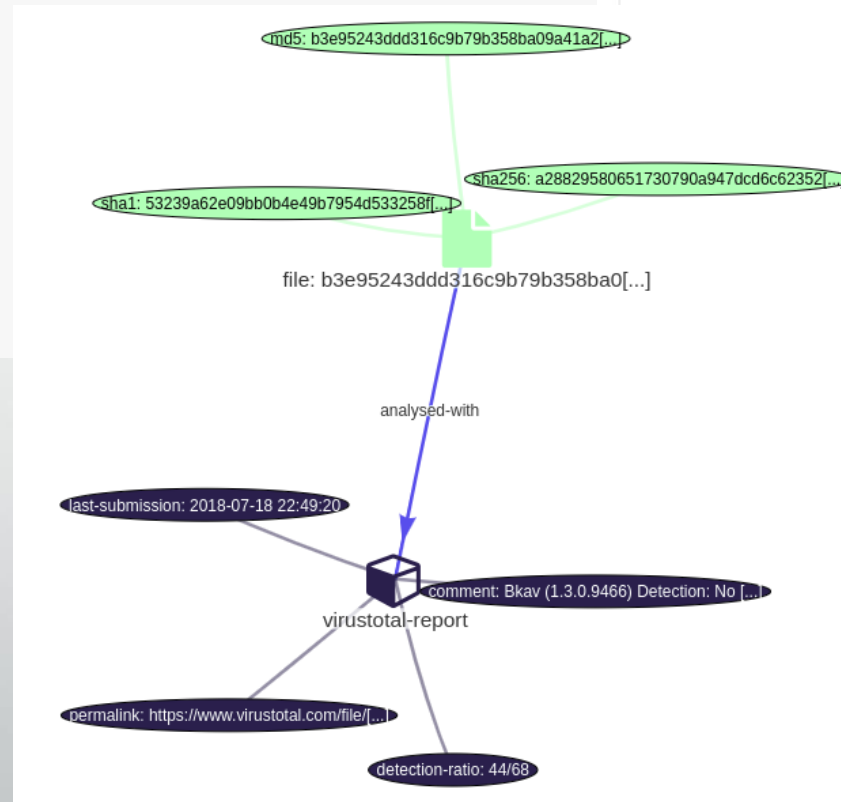 md5: b3e95243ddd316c9b79b358ba09a41a2[...]
sha256: a28829580651730790a947dcd6c62352[...
sha1: 53239a62e09bb0b4e49b7954d533258f[...]
file: b3e95243ddd316c9b79b358ba0[...]
analysed-with
last-submission: 2018-07-18 22:49:20
comment: Bkav (1.3.0.9466) Detection: No [...]
virustotal-report
permalink: https://www.virustotal.com/file/[...]
detection-ratio: 44/68